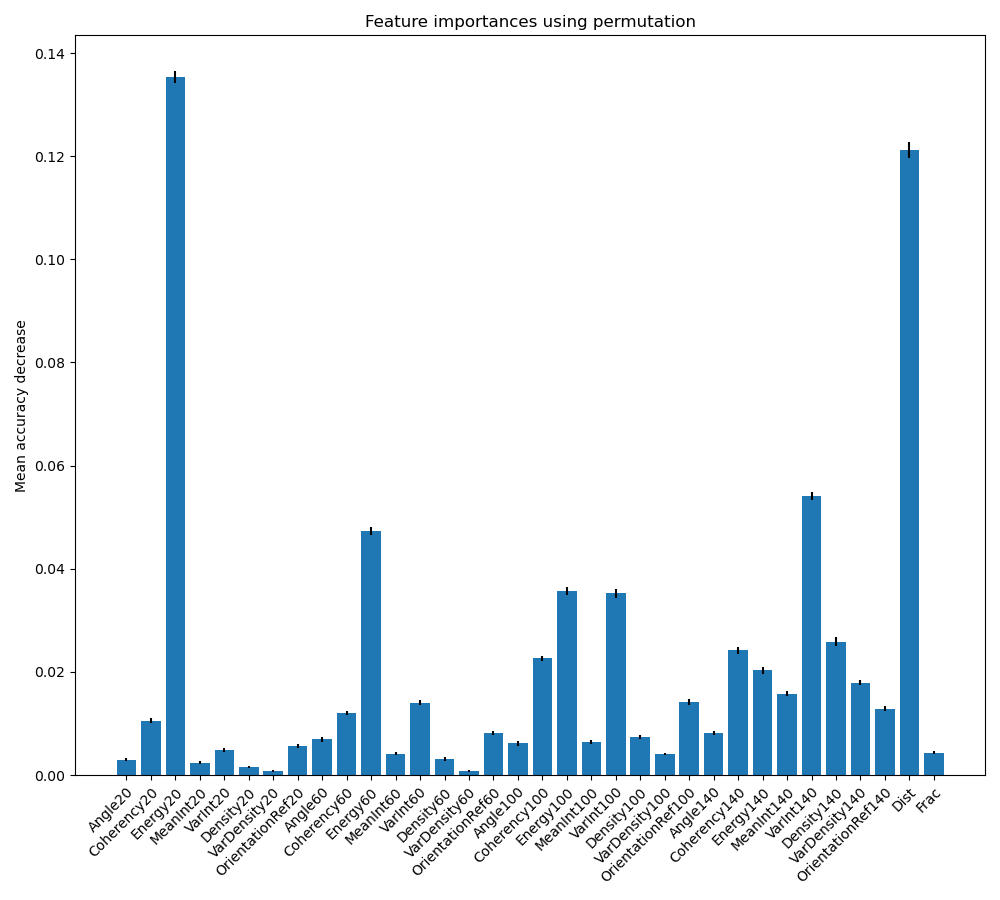 Feature importances using permutation
Mean accuracy decrease
0.14
0.12
0.10
0.08
0.06
0.04
0.02
0.00
Angle20
Coherency20
Energy20
MeanInt20
VarInt20
Density20
VarDensity20
OrientationRef20
Angle60
Coherency60
Energy60
MeanInt60
VarInt60
Density60
VarDensity60
OrientationRef60
Angle100
Coherency100
Energy100
MeanInt100
VarInt100
Density100
VarDensity100
OrientationRef100
Angle140
Coherency140
Energy140
MeanInt140
VarInt140
Density140
VarDensity140
OrientationRef140
Dist
Frac